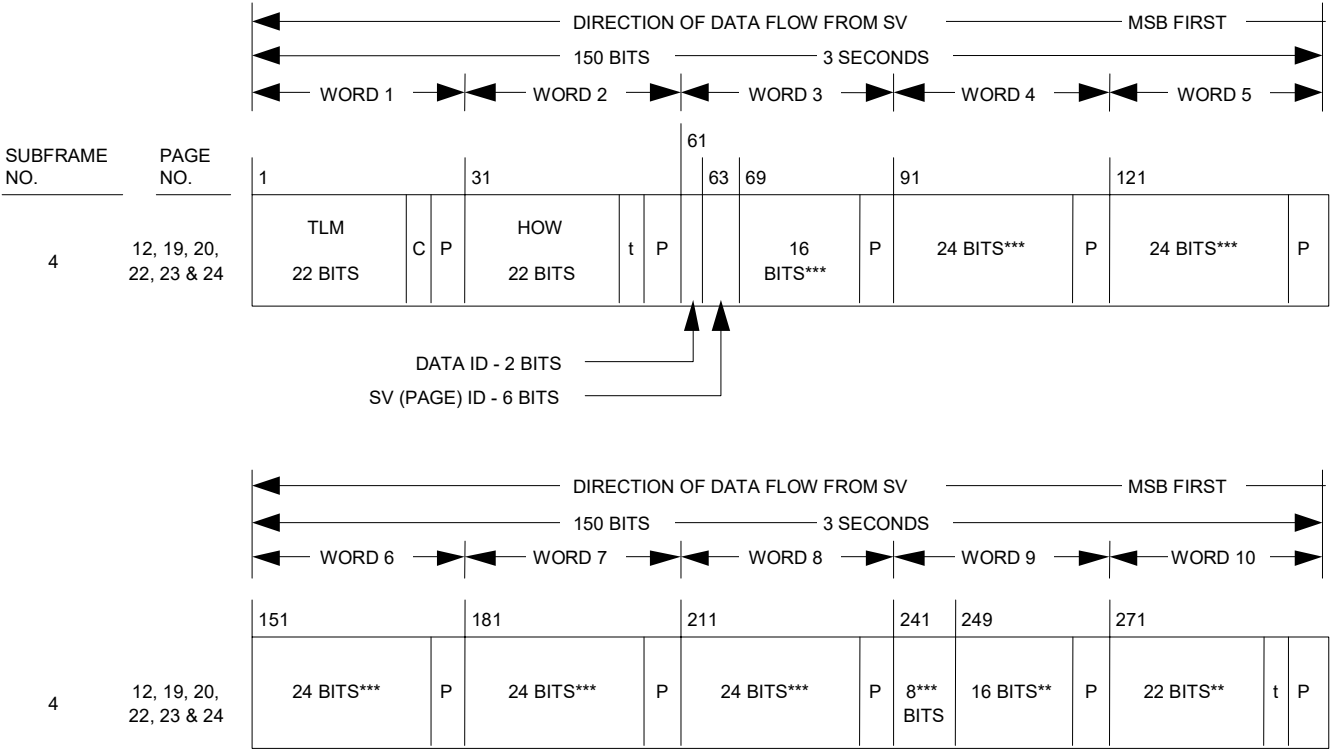 DIRECTION OF DATA FLOW FROM SV MSB FIRST
150 BITS 3 SECONDS
WORD 1 WORD 2 WORD 3 WORD 4 WORD 5
61
SUBFRAME PAGE
NO. NO.
1 31 63 69 91 121
TLM HOW
4 12, 19, 20, C P t P 16 P 24 BITS*** P 24 BITS*** P
22, 23 & 24 22 BITS 22 BITS BITS***
DATA ID - 2 BITS
SV (PAGE) ID - 6 BITS
DIRECTION OF DATA FLOW FROM SV MSB FIRST
150 BITS 3 SECONDS
WORD 6 WORD 7 WORD 8 WORD 9 WORD 10
151 181 211 241 249 271
4 12, 19, 20, 24 BITS*** P 24 BITS*** P 24 BITS*** P 8*** 16 BITS** P 22 BITS** t P
22, 23 & 24 BITS